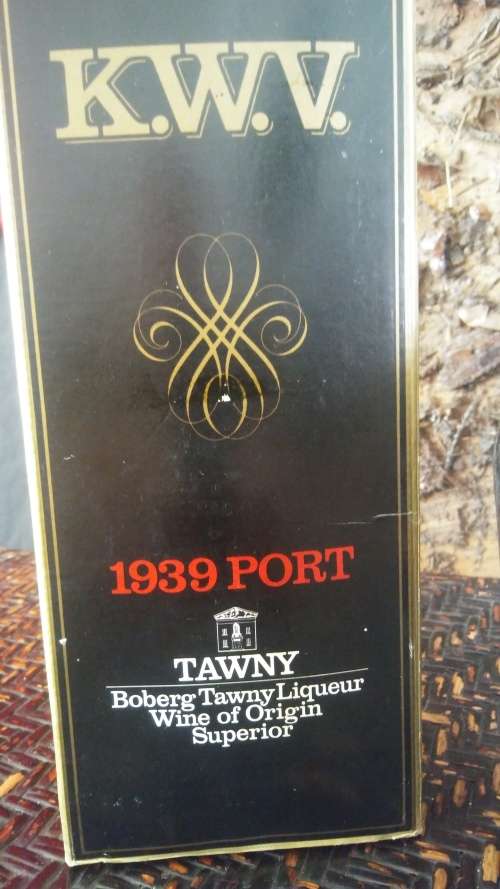 K.W.V.
1939 PORT
TAWNY
Boberg Tawny Liqueur
Wine of Origin
Superior